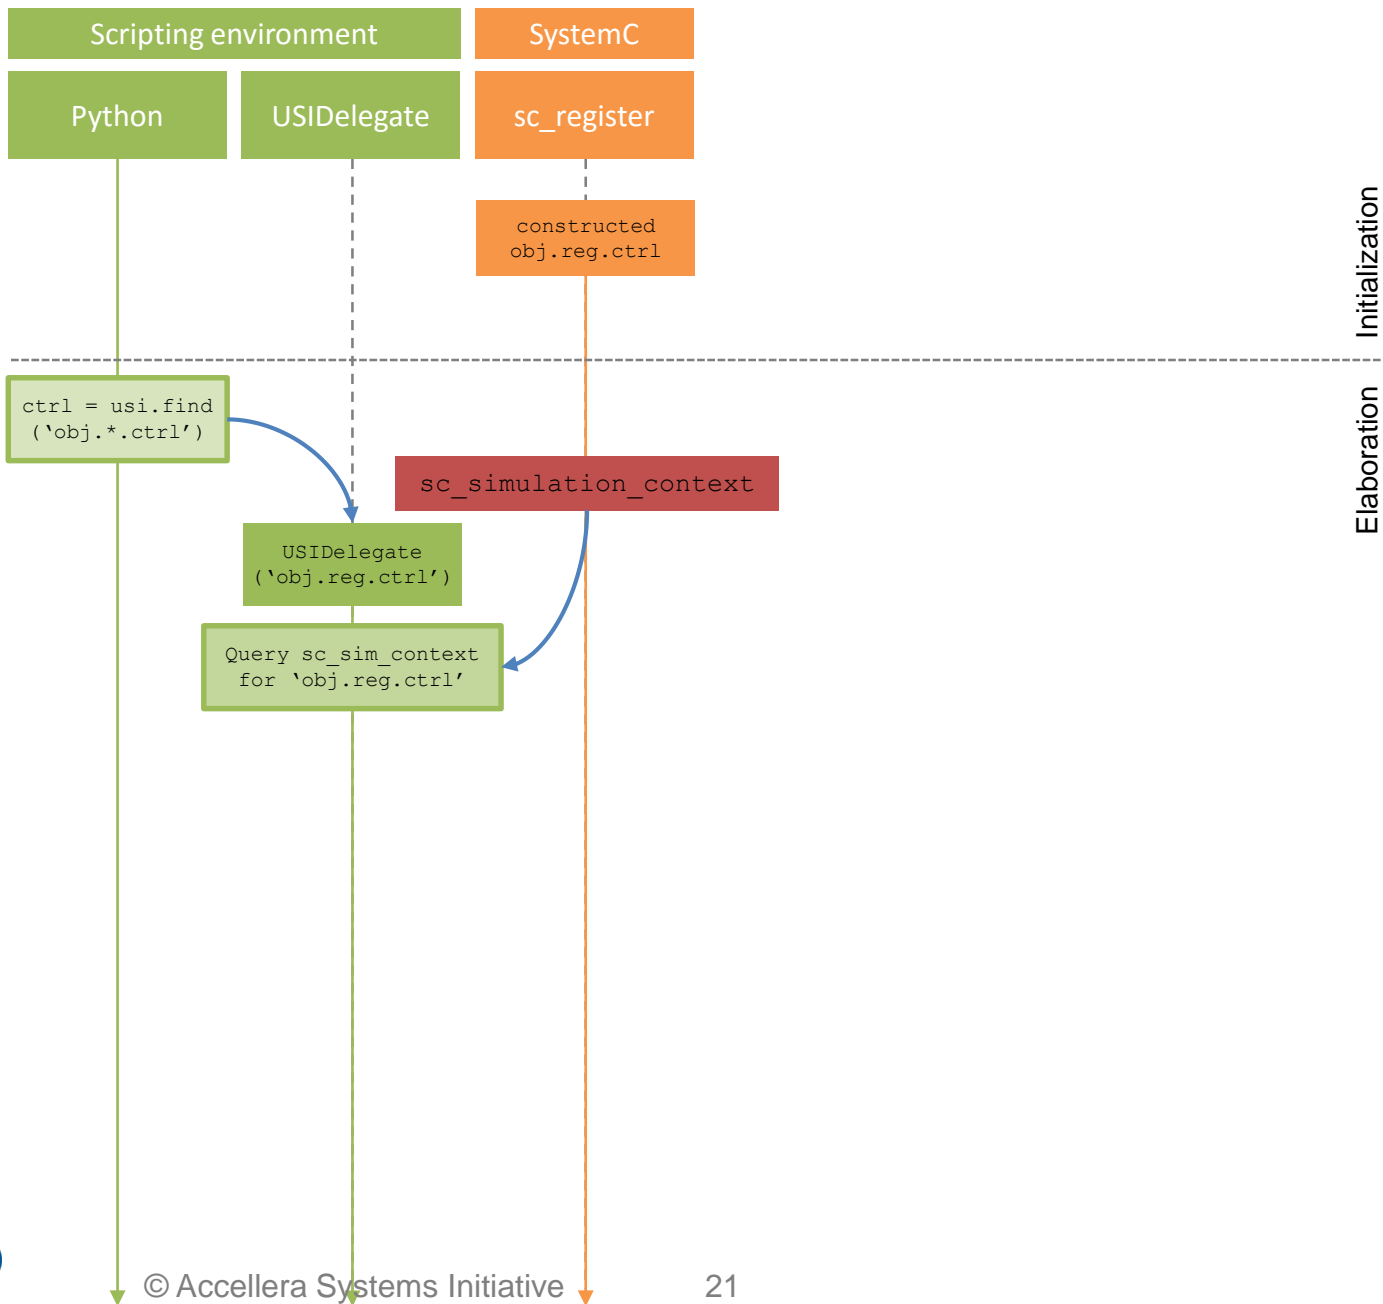 Scripting environment
SystemC
Python
USIDelegate
sc_register
constructed
obj.reg.ctrl
Initialization
Elaboration
ctrl = usi.find
(‘obj.*.ctrl’)
sc_simulation_context
USIDelegate
(‘obj.reg.ctrl’)
Query sc_sim_context
for ‘obj.reg.ctrl’
© Accellera Systems Initiative
21